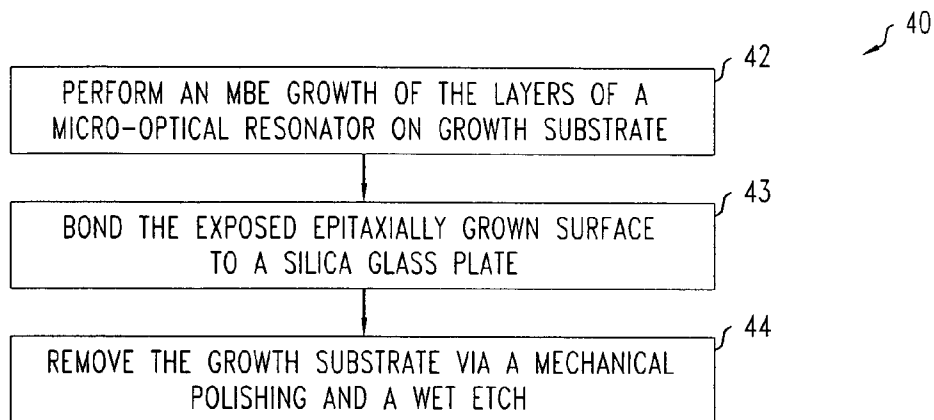 40
42
PERFORM AN MBE GROWTH OF THE LAYERS OF A
MICRO-OPTICAL RESONATOR ON GROWTH SUBSTRATE
43
BOND THE EXPOSED EPITAXIALLY GROWN SURFACE
TO A SILICA GLASS PLATE
44
REMOVE THE GROWTH SUBSTRATE VIA A MECHANICAL
POLISHING AND A WET ETCH